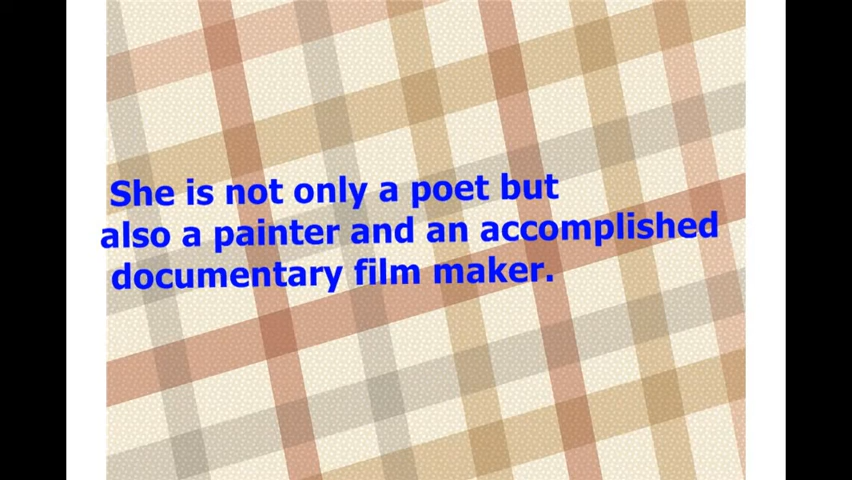 She is not only a poet but
also a painter and an accomplished
documentary film maker.